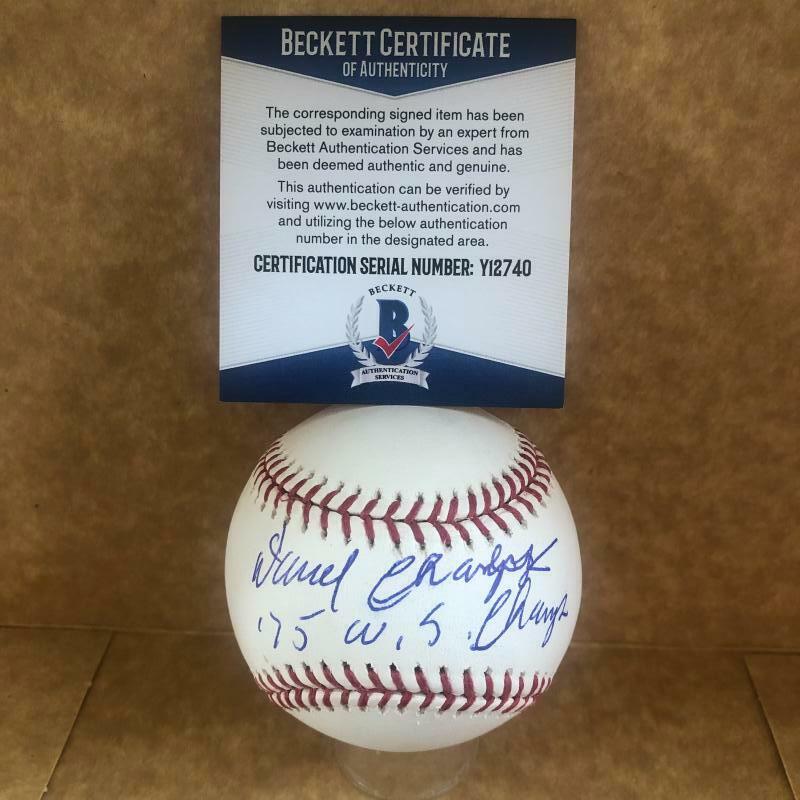 BECKETT CERTIFICATE
OF AUTHENTICITY
The corresponding signed item has been
subjected to examination by an expert from
Beckett Authentication Services and has
been deemed authentic and genuine.
This authentication can be verified by
visiting www.beckett-authentication.com
and utilizing the below authentication
number in the designated area.
CERTIFICATION SERIAL NUMBER: Y12740
BECKETT
B
AUTHENTICATION
SERVICES
'75 W.S. Champs